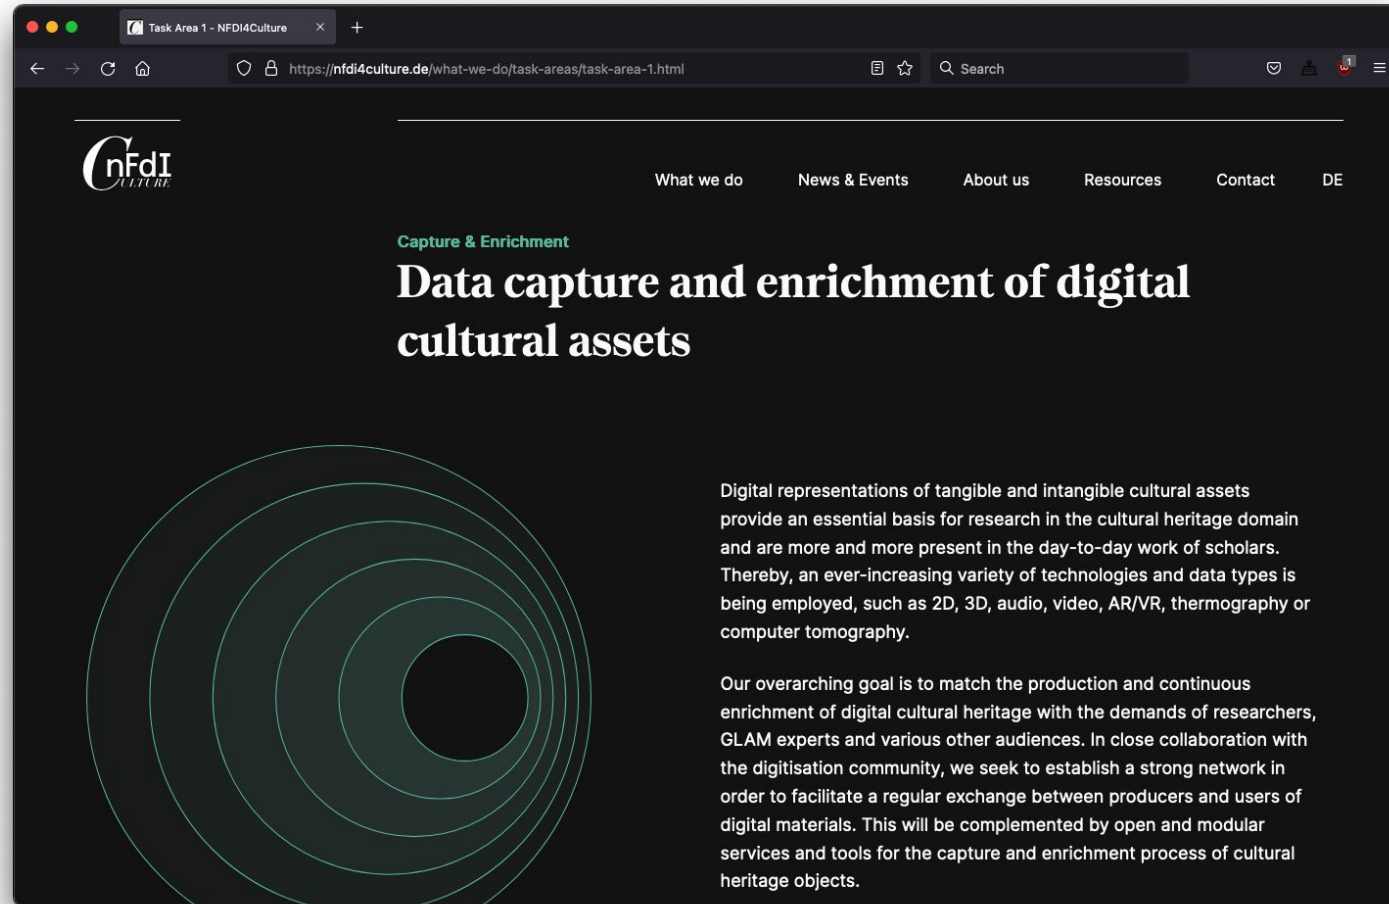 Task Area 1 - NFDI4Culture
https://nfdi4culture.de/what-we-do/task-areas/task-area-1.html
Search
1
CnFdI
CULTURE
What we do News & Events About us Resources Contact DE
Capture & Enrichment
Data capture and enrichment of digital
cultural assets
Digital representations of tangible and intangible cultural assets
provide an essential basis for research in the cultural heritage domain
and are more and more present in the day-to-day work of scholars.
Thereby, an ever-increasing variety of technologies and data types is
being employed, such as 2D, 3D, audio, video, AR/VR, thermography or
computer tomography.
Our overarching goal is to match the production and continuous
enrichment of digital cultural heritage with the demands of researchers,
GLAM experts and various other audiences. In close collaboration with
the digitisation community, we seek to establish a strong network in
order to facilitate a regular exchange between producers and users of
digital materials. This will be complemented by open and modular
services and tools for the capture and enrichment process of cultural
heritage objects.